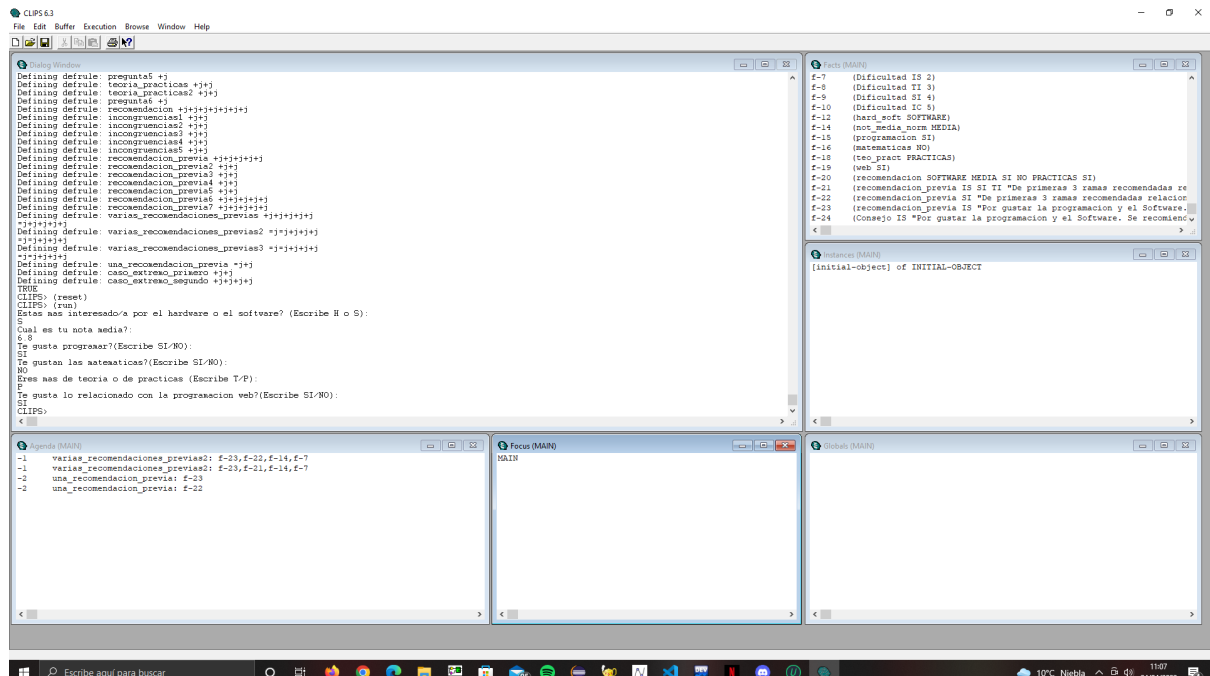 CLIPS 6.3
File Edit Buffer Execution Browse Window Help
Dialog Window
Defining defrule: pregunta5 +j
Defining defrule: teoria_practicas +j+j
Defining defrule: teoria_practicas2 +j+j
Defining defrule: pregunta6 +j
Defining defrule: recomendacion +j+j+j+j+j+j+j
Defining defrule: incongruencias1 +j+j
Defining defrule: incongruencias2 +j+j
Defining defrule: incongruencias3 +j+j
Defining defrule: incongruencias4 +j+j
Defining defrule: incongruencias5 +j+j
Defining defrule: recomendacion_previa +j+j+j+j+j
Defining defrule: recomendacion_previa2 +j+j
Defining defrule: recomendacion_previa3 +j+j
Defining defrule: recomendacion_previa4 +j+j
Defining defrule: recomendacion_previa5 +j+j
Defining defrule: recomendacion_previa6 +j+j+j+j+j
Defining defrule: recomendacion_previa7 +j+j+j+j+j
Defining defrule: varias_recomendaciones_previas +j+j+j+j+j
=j+j+j+j+j
Defining defrule: varias_recomendaciones_previas2 =j=j+j+j+j
=j=j+j+j+j
Defining defrule: varias_recomendaciones_previas3 =j=j+j+j+j
=j=j+j+j+j
Defining defrule: una_recomendacion_previa =j+j
Defining defrule: caso_extremo_primero +j+j
Defining defrule: caso_extremo_segundo +j+j+j+j
TRUE
CLIPS> (reset)
CLIPS> (run)
Estas mas interesado/a por el hardware o el software? (Escribe H o S):
S
Cual es tu nota media?:
6.8
Te gusta programar?(Escribe SI/NO):
SI
Te gustan las matematicas?(Escribe SI/NO):
NO
Eres mas de teoria o de practicas (Escribe T/P):
P
Te gusta lo relacionado con la programacion web?(Escribe SI/NO):
SI
CLIPS>
Facts (MAIN)
f-7 (Dificultad IS 2)
f-8 (Dificultad TI 3)
f-9 (Dificultad SI 4)
f-10 (Dificultad IC 5)
f-12 (hard_soft SOFTWARE)
f-14 (not_media_norm MEDIA)
f-15 (programacion SI)
f-16 (matematicas NO)
f-18 (teo_pract PRACTICAS)
f-19 (web SI)
f-20 (recomendacion SOFTWARE MEDIA SI NO PRACTICAS SI)
f-21 (recomendacion_previa IS SI TI "De primeras 3 ramas recomendadas re
f-22 (recomendacion_previa SI "De primeras 3 ramas recomendadas relacion
f-23 (recomendacion_previa IS "Por gustar la programacion y el Software.
f-24 (Consejo IS "Por gustar la programacion y el Software. Se recomiend
Instances (MAIN)
[initial-object] of INITIAL-OBJECT
Agenda (MAIN)
-1 varias_recomendaciones_previas2: f-23,f-22,f-14,f-7
-1 varias_recomendaciones_previas2: f-23,f-21,f-14,f-7
-2 una_recomendacion_previa: f-23
-2 una_recomendacion_previa: f-22
Focus (MAIN)
MAIN
Globals (MAIN)
Escribe aquí para buscar
10°C Niebla
11:07